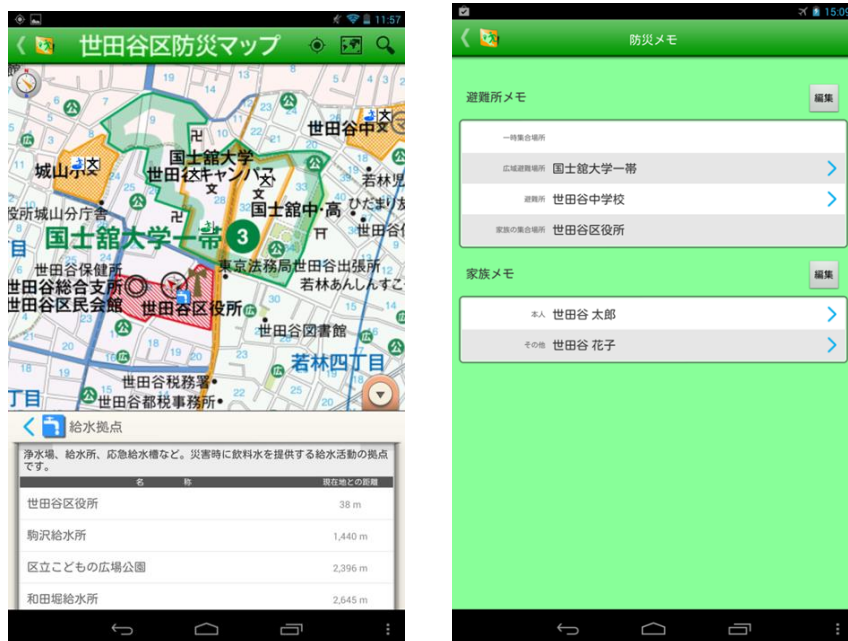 11:57
世田谷区防災マップ
19
14
13
5
4
3
世田谷中
文
国士舘大学
世田谷キャンパス
文
城山小
文
若林児
国士舘中・高
ひだまり友
役所城山分庁舎
国士舘大学一帯 3
世田谷保健所
東京法務局世田谷出張所
世田谷総合支所
若林あんしんすこ
世田谷区民会館
世田谷区役所
世田谷図書館
若林四丁目
世田谷税務署
丁目
世田谷都税事務所
給水拠点
浄水場、給水所、応急給水槽など。災害時に飲料水を提供する給水活動の拠点
です。
名 称 現在地との距離
世田谷区役所 38 m
駒沢給水所 1,440 m
区立こどもの広場公園 2,396 m
和田堀給水所 2,645 m
15:09
防災メモ
避難所メモ 編集
一時集合場所
広域避難場所 国士舘大学一帯
避難所 世田谷中学校
家族の集合場所 世田谷区役所
家族メモ 編集
本人 世田谷 太郎
その他 世田谷 花子